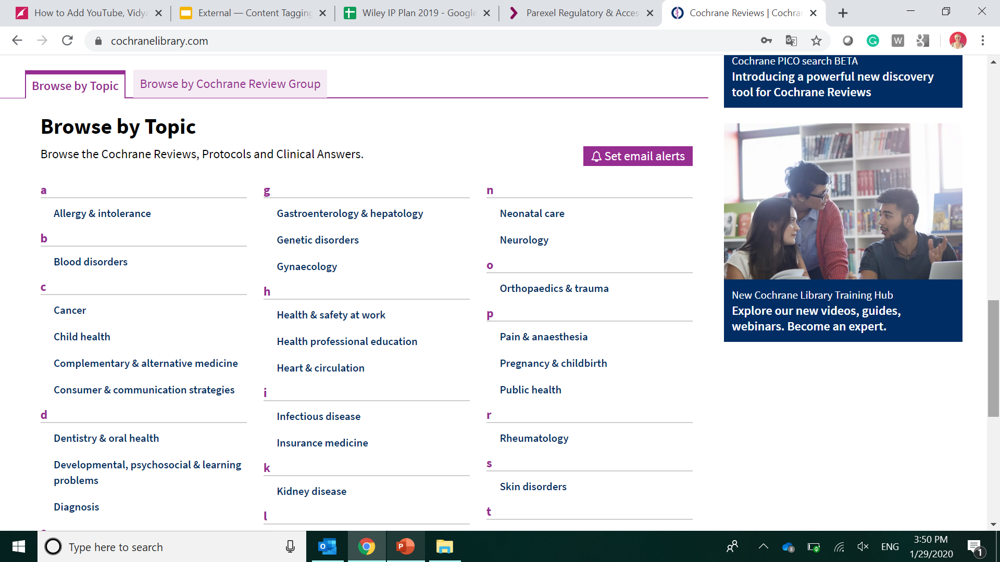 How to Add YouTube, Vidya
External — Content Tagging
Wiley IP Plan 2019 - Google
Parexel Regulatory & Acces
Cochrane Reviews | Cochra
cochranelibrary.com
W
Browse by Topic
Browse by Cochrane Review Group
Browse by Topic
Browse the Cochrane Reviews, Protocols and Clinical Answers.
Set email alerts
a
Allergy & intolerance
b
Blood disorders
c
Cancer
Child health
Complementary & alternative medicine
Consumer & communication strategies
d
Dentistry & oral health
Developmental, psychosocial & learning
problems
Diagnosis
g
Gastroenterology & hepatology
Genetic disorders
Gynaecology
h
Health & safety at work
Health professional education
Heart & circulation
i
Infectious disease
Insurance medicine
k
Kidney disease
l
n
Neonatal care
Neurology
o
Orthopaedics & trauma
p
Pain & anaesthesia
Pregnancy & childbirth
Public health
r
Rheumatology
s
Skin disorders
t
Cochrane PICO search BETA
Introducing a powerful new discovery
tool for Cochrane Reviews
New Cochrane Library Training Hub
Explore our new videos, guides,
webinars. Become an expert.
Type here to search
ENG
3:50 PM
1/29/2020
1